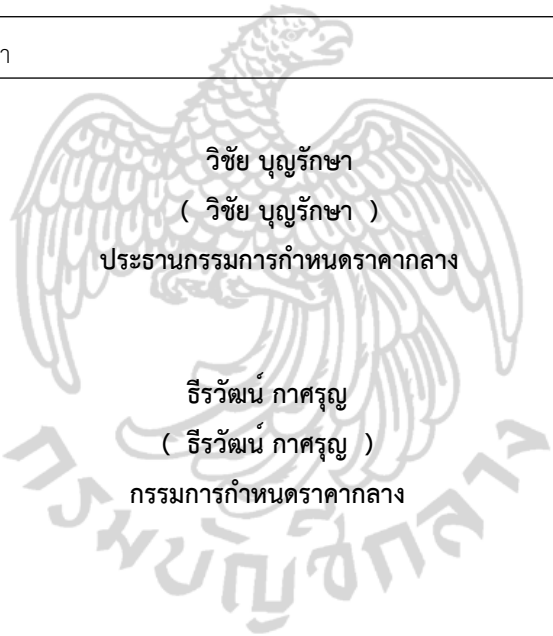 า
วิชัย บุญรักษา
( วิชัย บุญรักษา )
ประธานกรรมการกำหนดราคากลาง
ธีรวัฒน์ กาศรุญ
( ธีรวัฒน์ กาศรุญ )
กรรมการกำหนดราคากลาง
กรมบัญชีกลาง